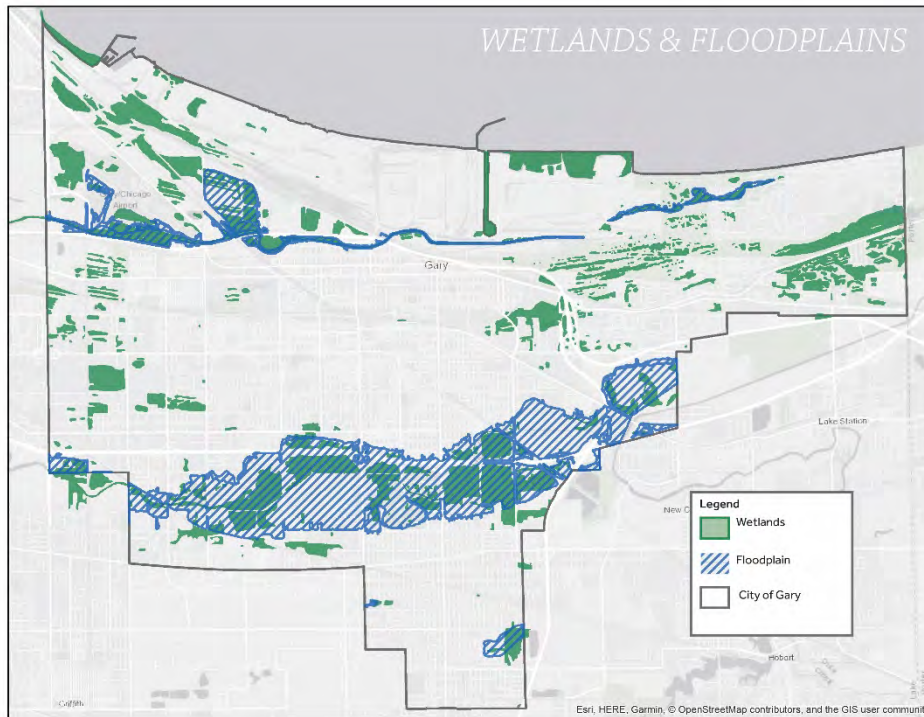 WETLANDS & FLOODPLAINS
Chicago
Airport
Gary
Lake Station
New C
Legend
Wetlands
Floodplain
City of Gary
Hobart
Griffith
Esri, HERE, Garmin, © OpenStreetMap contributors, and the GIS user communi